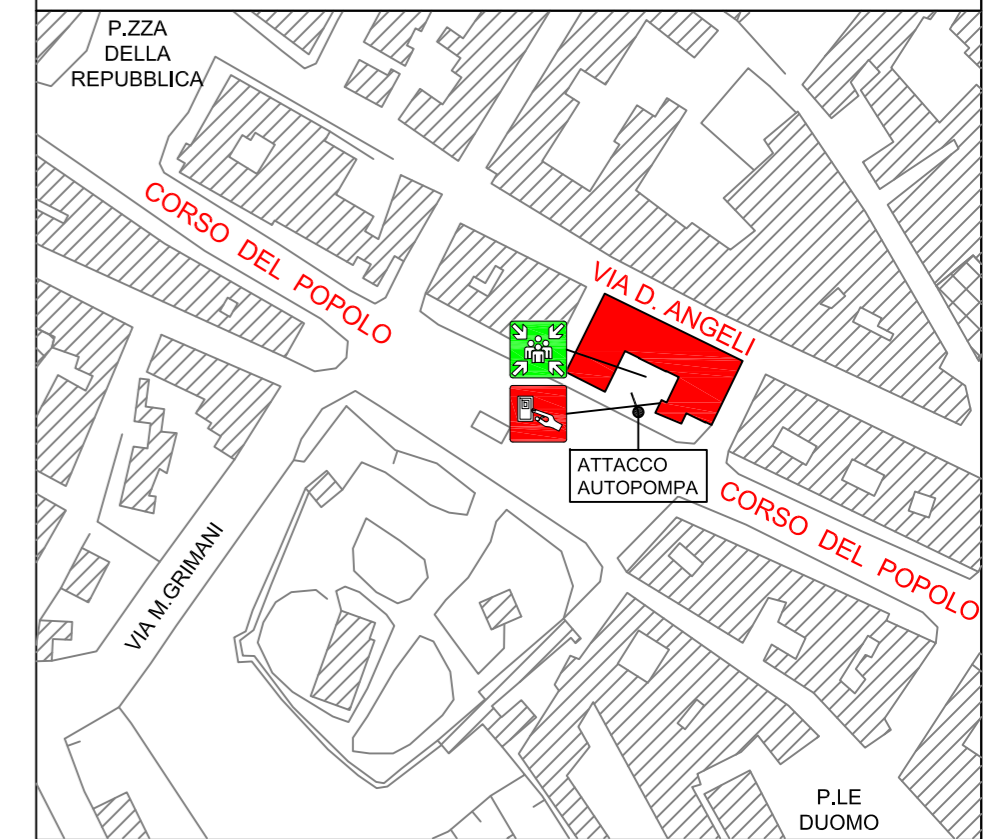 P.ZZA
DELLA
REPUBBLICA
CORSO DEL POPOLO
VIA D. ANGELI
ATTACCO
AUTOPOMPA
CORSO DEL POPOLO
VIA M.GRIMANI
P.LE
DUOMO